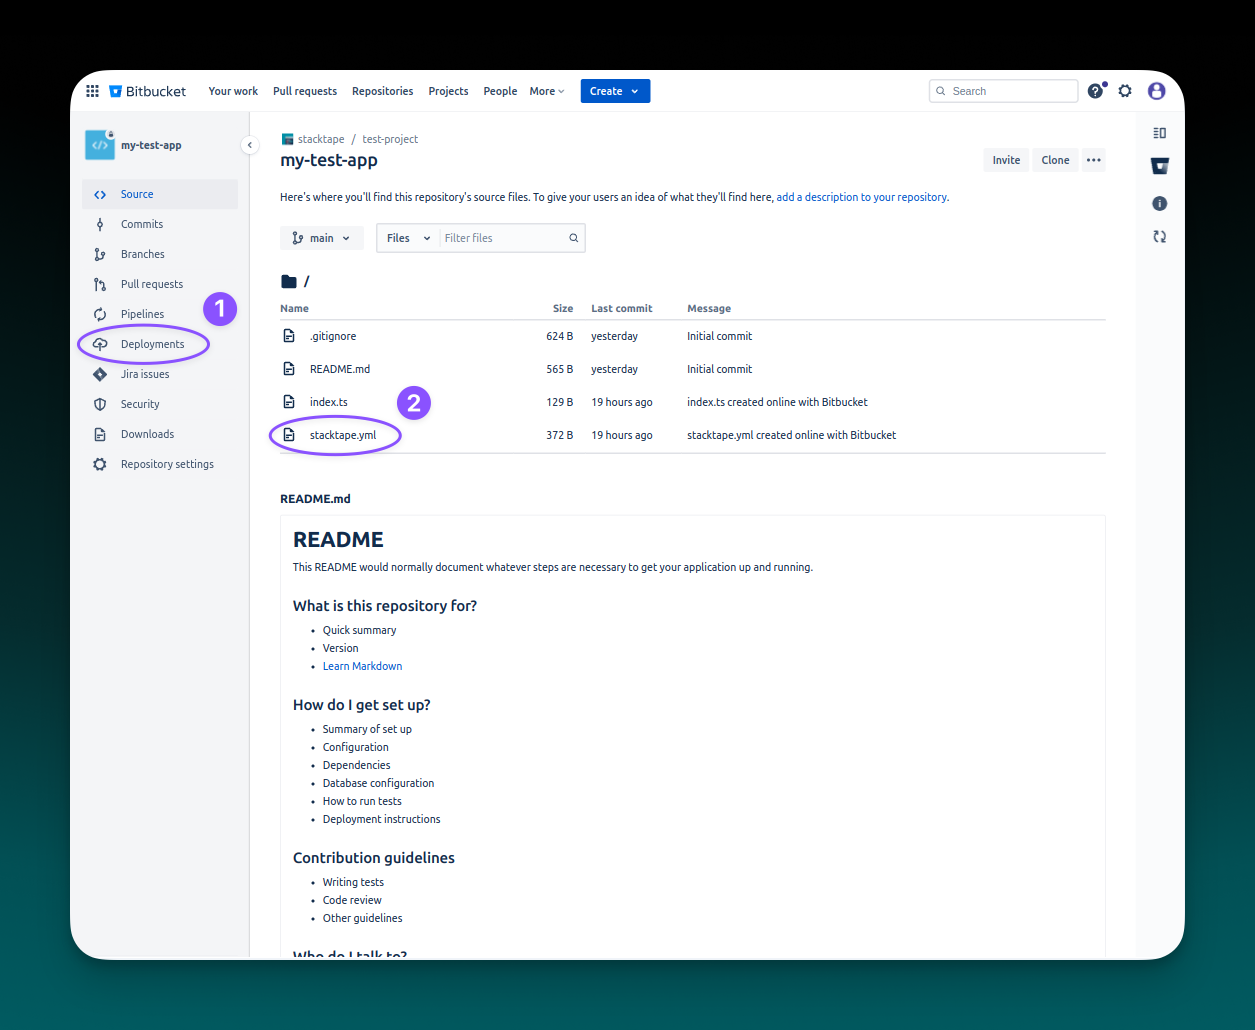 Bitbucket Your work Pull requests Repositories Projects People More Create Search
my-test-app
Source
Commits
Branches
Pull requests
Pipelines
1
Deployments
Jira issues
Security
Downloads
Repository settings
stacktape / test-project
my-test-app
Invite Clone
Here's where you'll find this repository's source files. To give your users an idea of what they'll find here, add a description to your repository.
main Files Filter files
/
Name Size Last commit Message
.gitignore 624 B yesterday Initial commit
README.md 565 B yesterday Initial commit
index.ts 129 B 19 hours ago index.ts created online with Bitbucket
2
stacktape.yml 372 B 19 hours ago stacktape.yml created online with Bitbucket
README.md
README
This README would normally document whatever steps are necessary to get your application up and running.
What is this repository for?
• Quick summary
• Version
• Learn Markdown
How do I get set up?
• Summary of set up
• Configuration
• Dependencies
• Database configuration
• How to run tests
• Deployment instructions
Contribution guidelines
• Writing tests
• Code review
• Other guidelines
Who do I talk to?